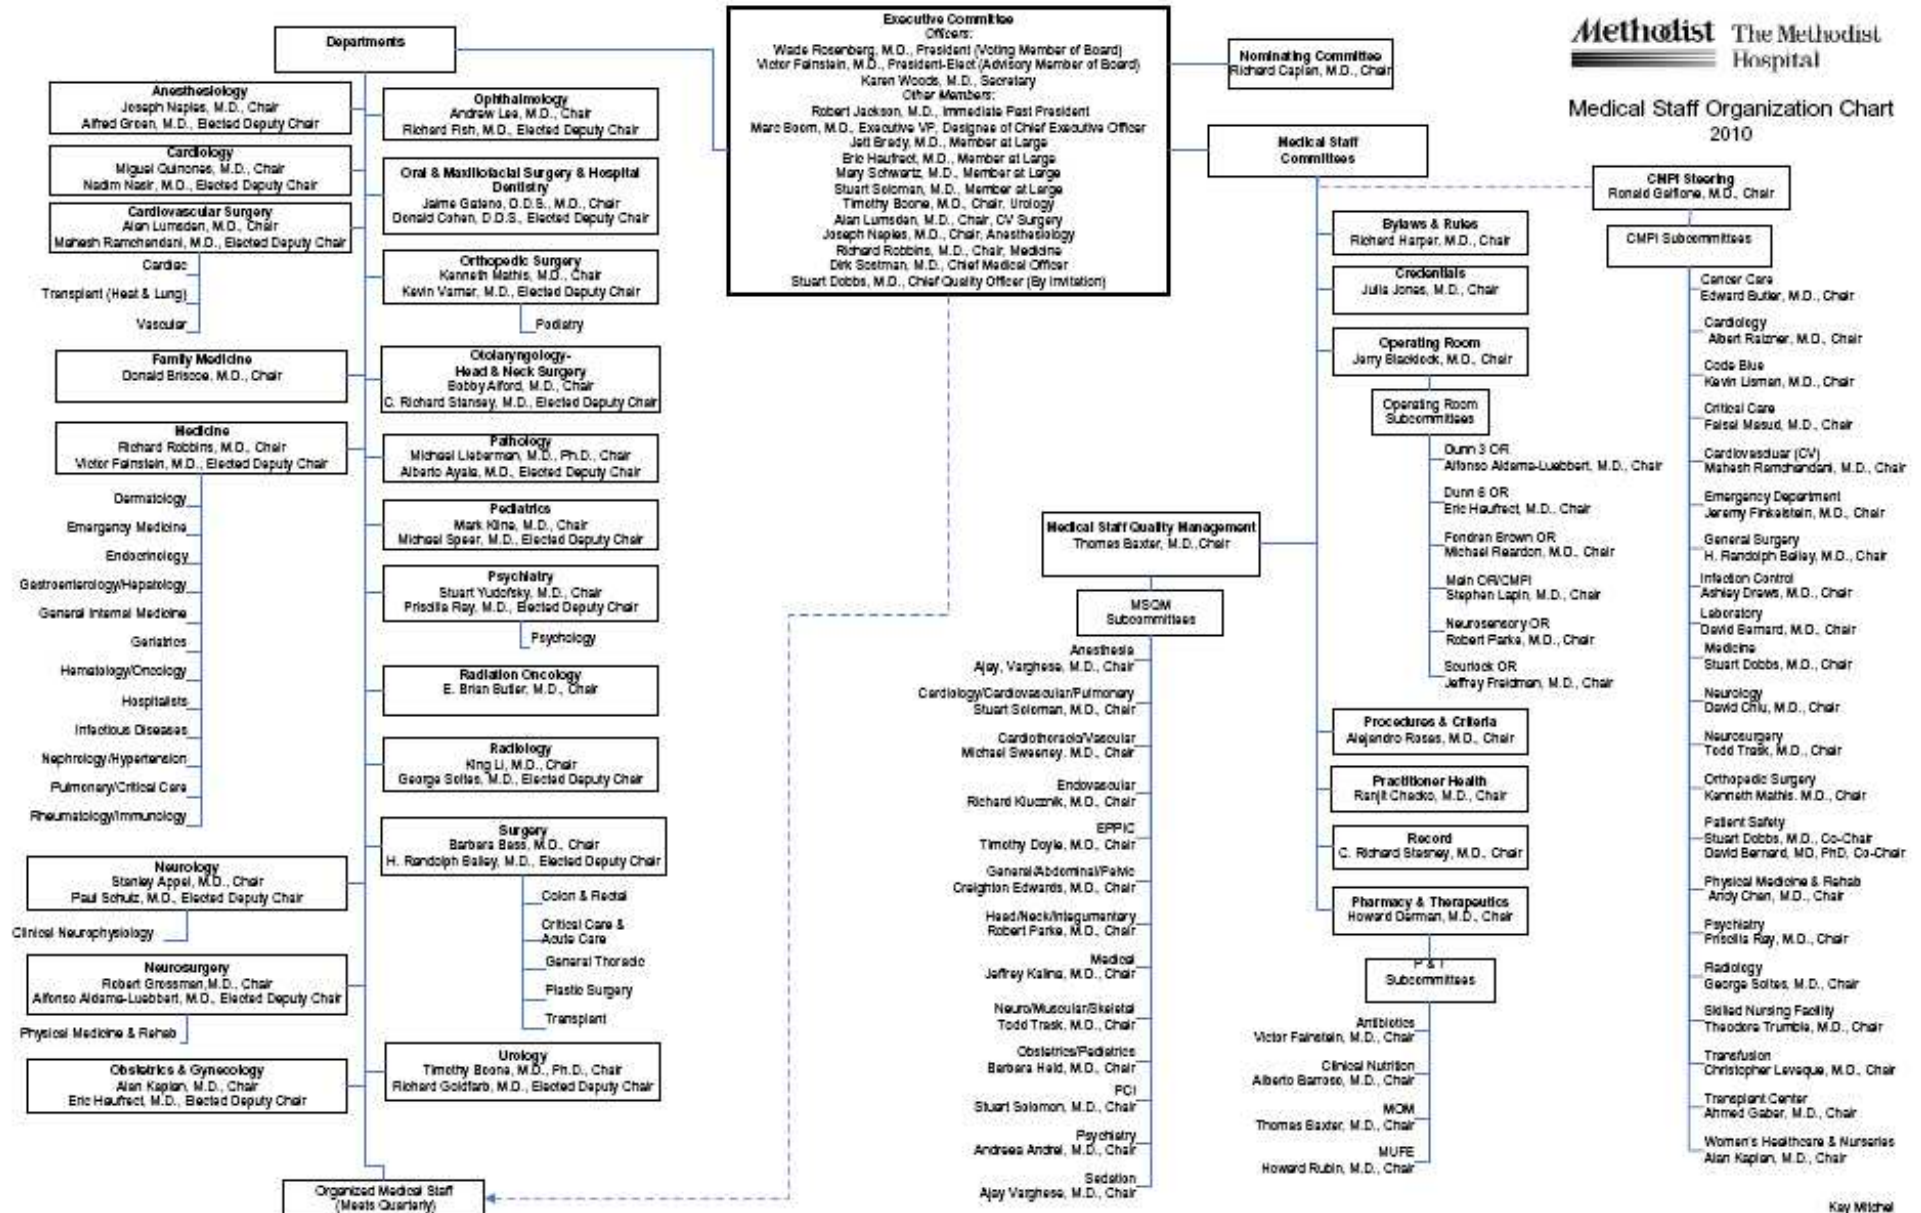 Methodist The Methodist
Hospital
Medical Staff Organization Chart
2010
Executive Committee
Officers:
Wade Rosenberg, M.D., President (Voting Member of Board)
Victor Fainstein, M.D., President-Elect (Advisory Member of Board)
Karen Woods, M.D., Secretary
Other Members:
Robert Jackson, M.D., Immediate Past President
Marc Boom, M.D., Executive VP, Designee of Chief Executive Officer
Jett Brady, M.D., Member at Large
Eric Haufrect, M.D., Member at Large
Mary Schwartz, M.D., Member at Large
Stuart Soloman, M.D., Member at Large
Timothy Boone, M.D., Chair, Urology
Alan Lumsden, M.D., Chair, CV Surgery
Joseph Naples, M.D., Chair, Anesthesiology
Richard Robbins, M.D., Chair, Medicine
Dirk Sostman, M.D., Chief Medical Officer
Stuart Dobbs, M.D., Chief Quality Officer (By Invitation)
Departments
Anesthesiology
Joseph Naples, M.D., Chair
Alfred Groen, M.D., Elected Deputy Chair
Cardiology
Miguel Quinones, M.D., Chair
Nadim Nasir, M.D., Elected Deputy Chair
Cardiovascular Surgery
Alan Lumsden, M.D., Chair
Mahesh Ramchandani, M.D., Elected Deputy Chair
Cardiac
Transplant (Heat & Lung)
Vascular
Family Medicine
Donald Briscoe, M.D., Chair
Medicine
Richard Robbins, M.D., Chair
Victor Fainstein, M.D., Elected Deputy Chair
Dermatology
Emergency Medicine
Endocrinology
Gastroenterology/Hepatology
General Internal Medicine
Geriatrics
Hematology/Oncology
Hospitalists
Infectious Diseases
Nephrology/Hypertension
Pulmonary/Critical Care
Rheumatology/Immunology
Neurology
Stanley Appel, M.D., Chair
Paul Schulz, M.D., Elected Deputy Chair
Clinical Neurophysiology
Neurosurgery
Robert Grossman, M.D., Chair
Alfonso Aldama-Luebbert, M.D., Elected Deputy Chair
Physical Medicine & Rehab
Obstetrics & Gynecology
Alan Kaplan, M.D., Chair
Eric Haufrect, M.D., Elected Deputy Chair
Ophthalmology
Andrew Lee, M.D., Chair
Richard Fish, M.D., Elected Deputy Chair
Oral & Maxillofacial Surgery & Hospital
Dentistry
Jaime Gateno, D.D.S., M.D., Chair
Donald Cohen, D.D.S., Elected Deputy Chair
Orthopedic Surgery
Kenneth Mathis, M.D., Chair
Kevin Varner, M.D., Elected Deputy Chair
Podiatry
Otolaryngology-
Head & Neck Surgery
Bobby Alford, M.D., Chair
C. Richard Stansey, M.D., Elected Deputy Chair
Pathology
Michael Lieberman, M.D., Ph.D., Chair
Alberto Ayala, M.D., Elected Deputy Chair
Pediatrics
Mark Kline, M.D., Chair
Michael Speer, M.D., Elected Deputy Chair
Psychiatry
Stuart Yudofsky, M.D., Chair
Priscilla Ray, M.D., Elected Deputy Chair
Psychology
Radiation Oncology
E. Brian Butler, M.D., Chair
Radiology
King Li, M.D., Chair
George Soltes, M.D., Elected Deputy Chair
Surgery
Barbara Bass, M.D., Chair
H. Randolph Bailey, M.D., Elected Deputy Chair
Colon & Rectal
Critical Care &
Acute Care
General Thoracic
Plastic Surgery
Transplant
Urology
Timothy Boone, M.D., Ph.D., Chair
Richard Goldfarb, M.D., Elected Deputy Chair
Organized Medical Staff
(Meets Quarterly)
Nominating Committee
Richard Caplan, M.D., Chair
Medical Staff
Committees
Bylaws & Rules
Richard Harper, M.D., Chair
Credentials
Julia Jones, M.D., Chair
Operating Room
Jerry Blacklock, M.D., Chair
Operating Room
Subcommittees
Dunn 3 OR
Alfonso Aldama-Luebbert, M.D., Chair
Dunn 6 OR
Eric Haufrect, M.D., Chair
Fondren Brown OR
Michael Reardon, M.D., Chair
Main OR/CMPI
Stephen Lapin, M.D., Chair
Neurosensory OR
Robert Parke, M.D., Chair
Scurlock OR
Jeffrey Freidman, M.D., Chair
Medical Staff Quality Management
Thomas Baxter, M.D., Chair
MSQM
Subcommittees
Anesthesia
Ajay, Varghese, M.D., Chair
Cardiology/Cardiovascular/Pulmonary
Stuart Soloman, M.D., Chair
Cardiothoracic/Vascular
Michael Sweeney, M.D., Chair
Endovascular
Richard Klucznik, M.D., Chair
EPPIC
Timothy Doyle, M.D., Chair
General/Abdominal/Pelvic
Creighton Edwards, M.D., Chair
Head/Neck/Integumentary
Robert Parke, M.D., Chair
Medical
Jeffrey Kalina, M.D., Chair
Neuro/Muscular/Skeletal
Todd Trask, M.D., Chair
Obstetrics/Pediatrics
Barbara Held, M.D., Chair
PCI
Stuart Solomon, M.D., Chair
Psychiatry
Andreea Andrei, M.D., Chair
Sedation
Ajay Varghese, M.D., Chair
Procedures & Criteria
Alejandro Rosas, M.D., Chair
Practitioner Health
Ranjit Chacko, M.D., Chair
Record
C. Richard Stasney, M.D., Chair
Pharmacy & Therapeutics
Howard Derman, M.D., Chair
P & T
Subcommittees
Antibiotics
Victor Fainstein, M.D., Chair
Clinical Nutrition
Alberto Barroso, M.D., Chair
MOM
Thomas Baxter, M.D., Chair
MUFE
Howard Rubin, M.D., Chair
CMPI Steering
Ronald Galfione, M.D., Chair
CMPI Subcommittees
Cancer Care
Edward Butler, M.D., Chair
Cardiology
Albert Raizner, M.D., Chair
Code Blue
Kevin Lisman, M.D., Chair
Critical Care
Faisal Masud, M.D., Chair
Cardiovascluar (CV)
Mahesh Ramchandani, M.D., Chair
Emergency Department
Jeremy Finkelstein, M.D., Chair
General Surgery
H. Randolph Bailey, M.D., Chair
Infection Control
Ashley Drews, M.D., Chair
Laboratory
David Bernard, M.D., Chair
Medicine
Stuart Dobbs, M.D., Chair
Neurology
David Chiu, M.D., Chair
Neurosurgery
Todd Trask, M.D., Chair
Orthopedic Surgery
Kenneth Mathis. M.D., Chair
Patient Safety
Stuart Dobbs, M.D., Co-Chair
David Bernard, MD, PhD, Co-Chair
Physical Medicine & Rehab
Andy Chen, M.D., Chair
Psychiatry
Priscilla Ray, M.D., Chair
Radiology
George Soltes, M.D., Chair
Skilled Nursing Facility
Theodore Trumble, M.D., Chair
Transfusion
Christopher Leveque, M.D., Chair
Transplant Center
Ahmed Gaber, M.D., Chair
Women's Healthcare & Nurseries
Alan Kaplan, M.D., Chair
Kay Mitchel